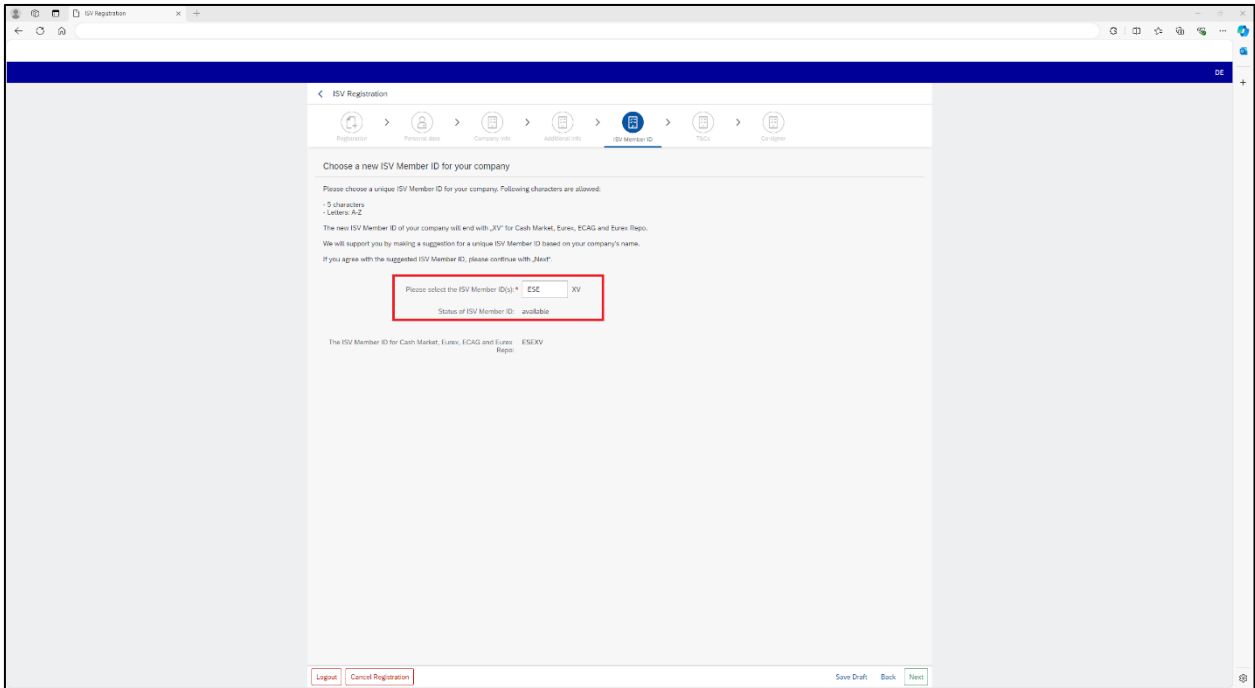 ISV Registration
DE
ISV Registration
Registration
Personal data
Company info
Additional info
ISV Member ID
T&Cs
Co-signer
Choose a new ISV Member ID for your company
Please choose a unique ISV Member ID for your company. Following characters are allowed:
- 5 characters
- Letters: A-Z
The new ISV Member ID of your company will end with „XV“ for Cash Market, Eurex, ECAG and Eurex Repo.
We will support you by making a suggestion for a unique ISV Member ID based on your company's name.
If you agree with the suggested ISV Member ID, please continue with „Next“.
Please select the ISV Member ID(s): * ESE XV
Status of ISV Member ID: available
The ISV Member ID for Cash Market, Eurex, ECAG and Eurex ESEXV
Repo:
Logout Cancel Registration Save Draft Back Next